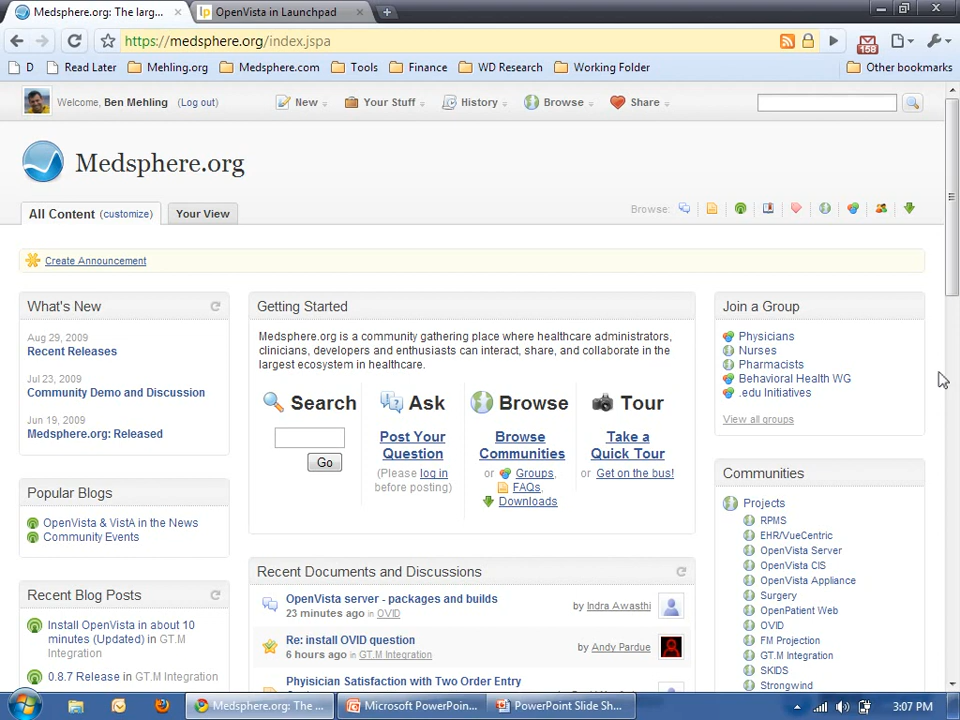 Medsphere.org: The larg...
OpenVista in Launchpad
https://medsphere.org/index.jspa
158
D
Read Later
Mehling.org
Medsphere.com
Tools
Finance
WD Research
Working Folder
Other bookmarks
Welcome, Ben Mehling (Log out)
New
Your Stuff
History
Browse
Share
Medsphere.org
All Content (customize)
Your View
Browse:
Create Announcement
What's New
Aug 29, 2009
Recent Releases
Jul 23, 2009
Community Demo and Discussion
Jun 19, 2009
Medsphere.org: Released
Popular Blogs
OpenVista & VistA in the News
Community Events
Recent Blog Posts
Install OpenVista in about 10
minutes (Updated) in GT.M
Integration
0.8.7 Release in GT.M Integration
Getting Started
Medsphere.org is a community gathering place where healthcare administrators,
clinicians, developers and enthusiasts can interact, share, and collaborate in the
largest ecosystem in healthcare.
Search
Go
Ask
Post Your
Question
(Please log in
before posting)
Browse
Browse
Communities
or Groups,
FAQs,
Downloads
Tour
Take a
Quick Tour
or Get on the bus!
Recent Documents and Discussions
OpenVista server - packages and builds
23 minutes ago in OVID
by Indra Awasthi
Re: install OVID question
6 hours ago in GT.M Integration
by Andy Pardue
Phyisician Satisfaction with Two Order Entry
Join a Group
Physicians
Nurses
Pharmacists
Behavioral Health WG
.edu Initiatives
View all groups
Communities
Projects
RPMS
EHR/VueCentric
OpenVista Server
OpenVista CIS
OpenVista Appliance
Surgery
OpenPatient Web
OVID
FM Projection
GT.M Integration
SKIDS
Strongwind
Medsphere.org: The ...
Microsoft PowerPoin...
PowerPoint Slide Sh...
3:07 PM